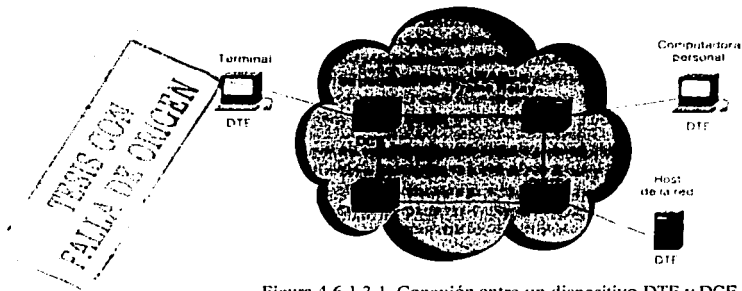 Terminal
DTE
TESIS CON
FALLA DE ORIGEN
Computadora
personal
DTE
Host
de la red
DTE
Figura 4.6.1.3.1. Conexión entre un dispositivo DTE y DCE